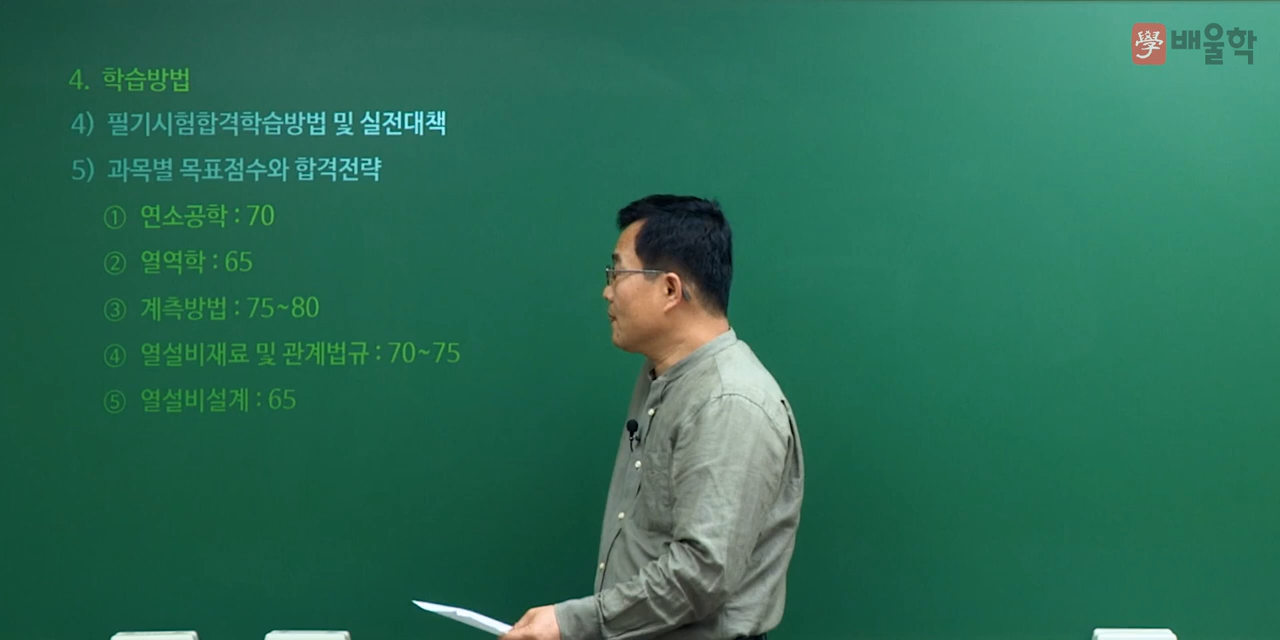 學 배울학
4. 학습방법
4) 필기시험합격학습방법 및 실전대책
5) 과목별 목표점수와 합격전략
① 연소공학 : 70
② 열역학 : 65
③ 계측방법 : 75~80
④ 열설비재료 및 관계법규 : 70~75
⑤ 열설비설계 : 65